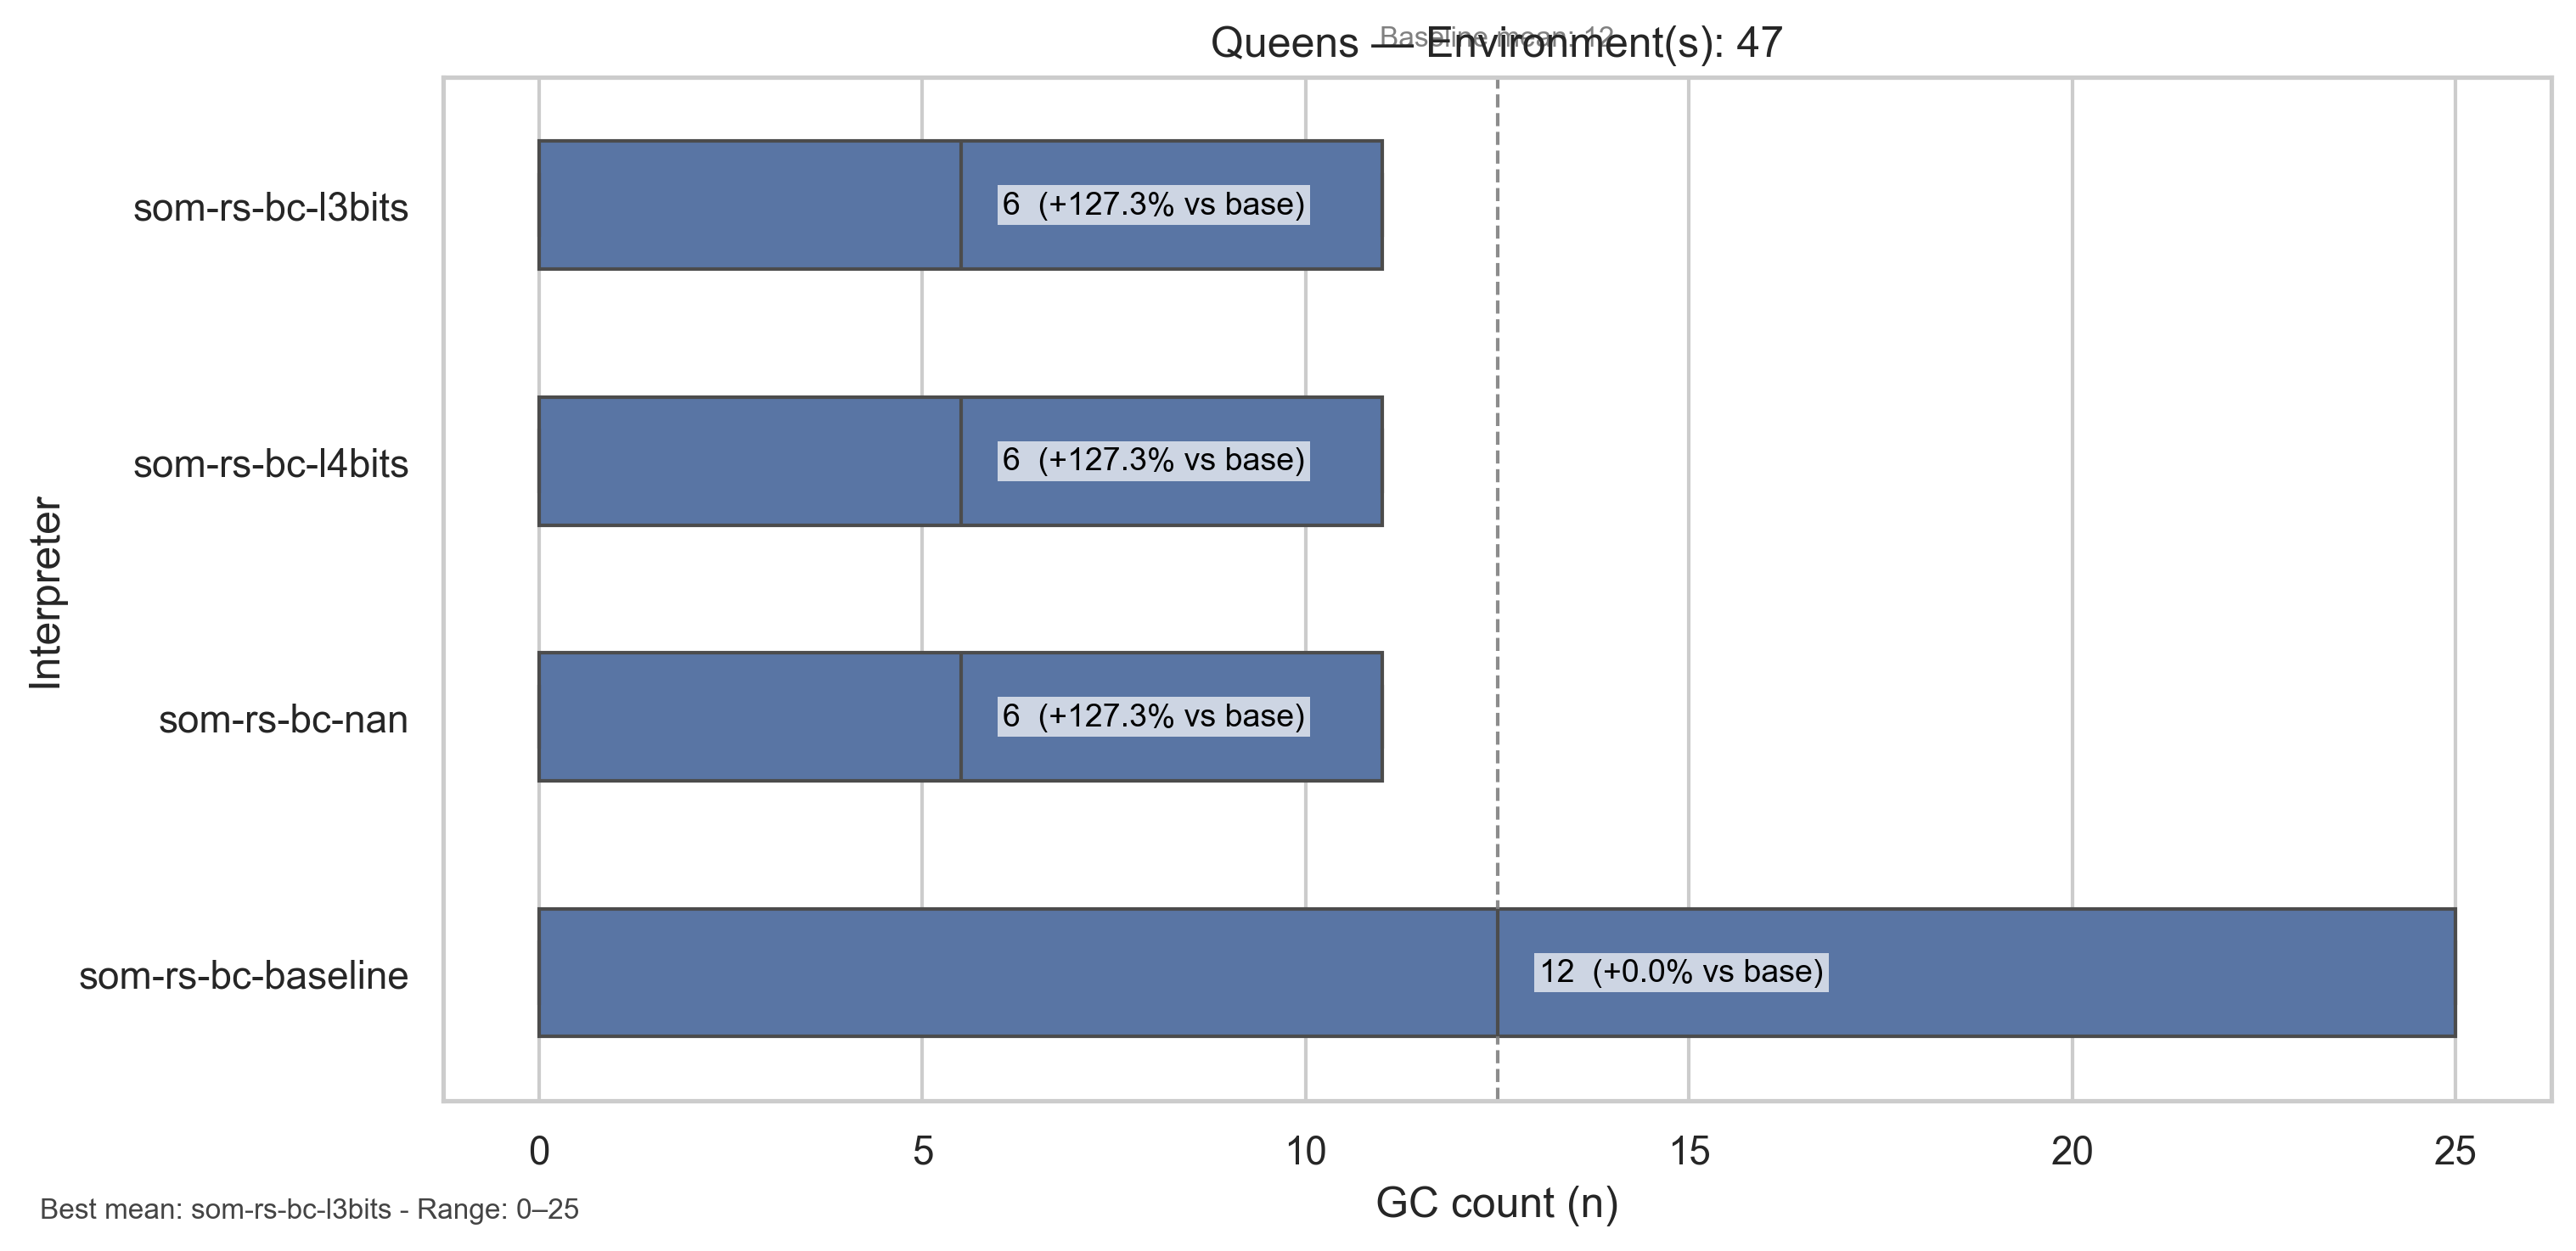 Baseline mean: 12
Queens — Environment(s): 47
som-rs-bc-l3bits
6 (+127.3% vs base)
som-rs-bc-l4bits
6 (+127.3% vs base)
Interpreter
som-rs-bc-nan
6 (+127.3% vs base)
som-rs-bc-baseline
12 (+0.0% vs base)
0 5 10 15 20 25
GC count (n)
Best mean: som-rs-bc-l3bits - Range: 0–25